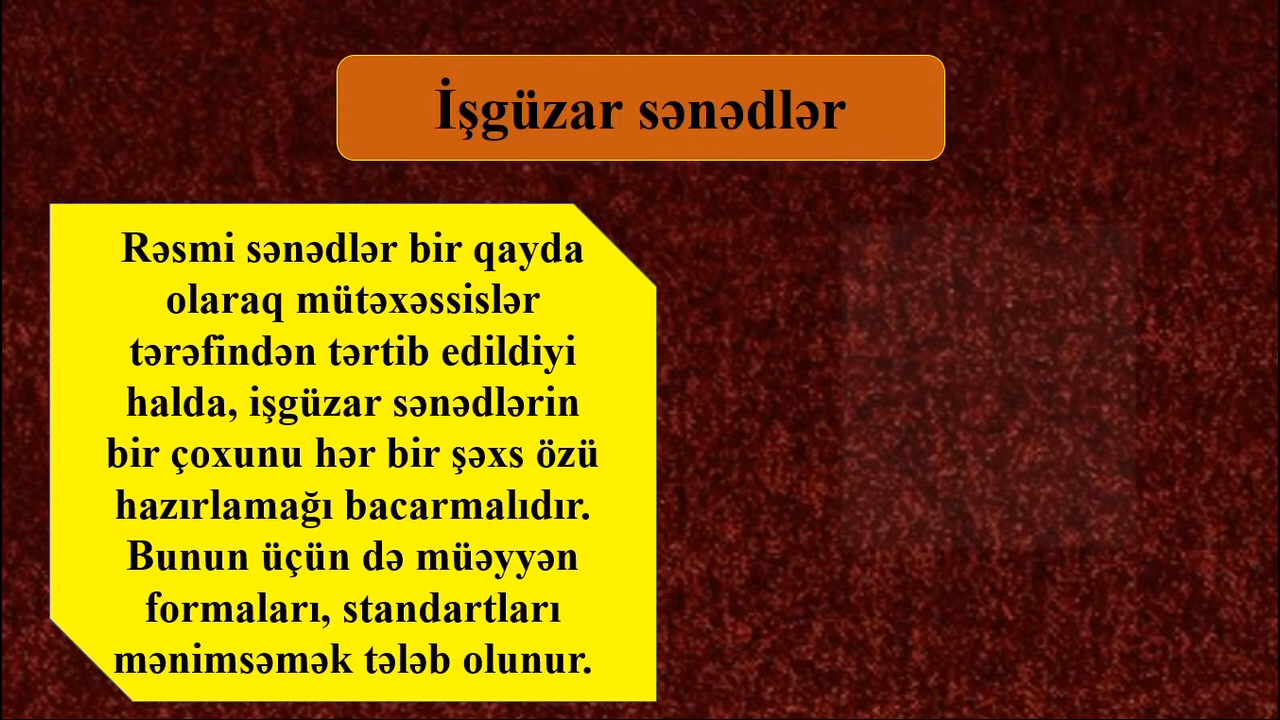 İşgüzar sənədlər
Rəsmi sənədlər bir qayda
olaraq mütəxəssislər
tərəfindən tərtib edildiyi
halda, işgüzar sənədlərin
bir çoxunu hər bir şəxs özü
hazırlamağı bacarmalıdır.
Bunun üçün də müəyyən
formaları, standartları
mənimsəmək tələb olunur.